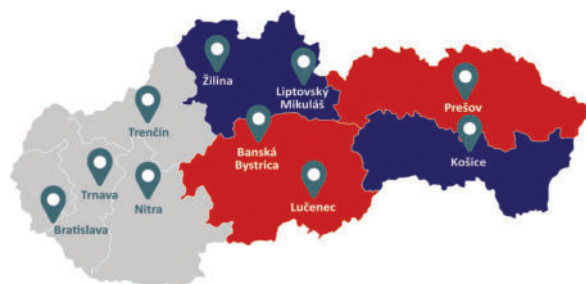 Žilina
Liptovský
Mikuláš
Prešov
Trenčín
Banská
Bystrica
Košice
Trnava
Nitra
Lučenec
Bratislava